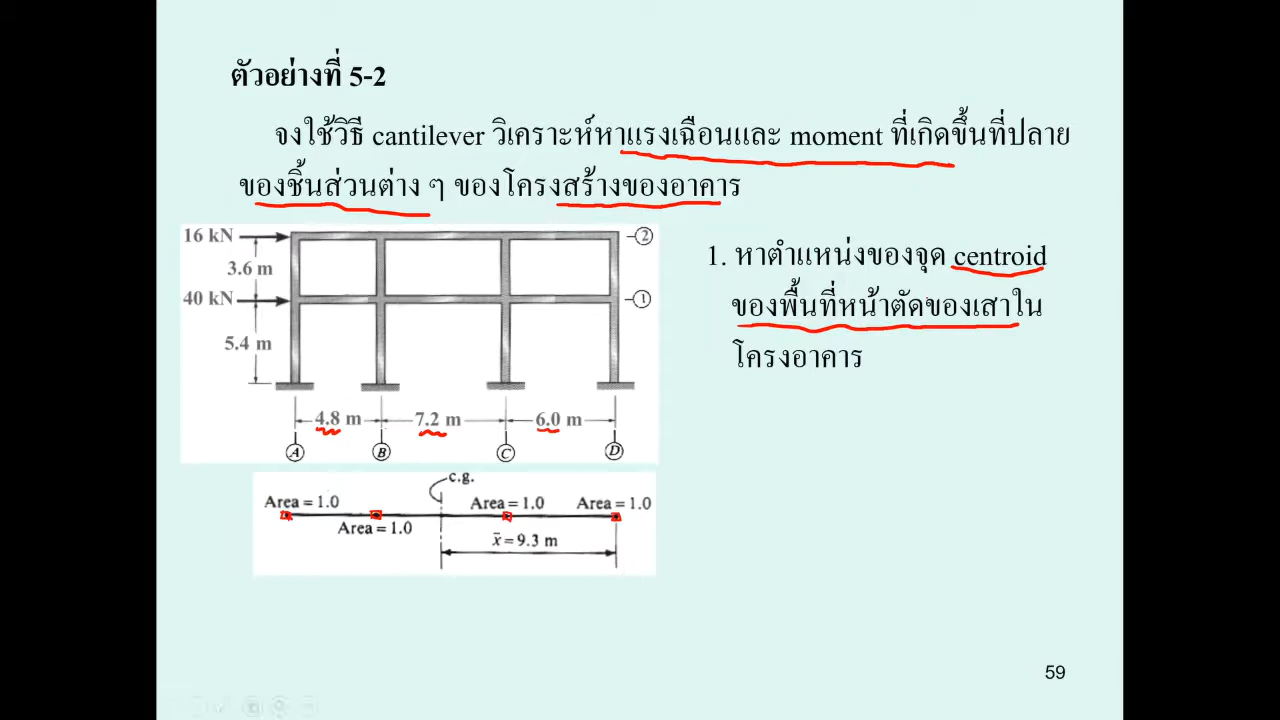 ตัวอย่างที่ 5-2
จงใช้วิธี cantilever วิเคราะห์หาแรงเฉือนและ moment ที่เกิดขึ้นที่ปลาย
ของชิ้นส่วนต่าง ๆ ของโครงสร้างของอาคาร
16 kN
2
3.6 m
40 kN
1
5.4 m
4.8 m
7.2 m
6.0 m
A
B
C
D
1. หาตำแหน่งของจุด centroid
ของพื้นที่หน้าตัดของเสาใน
โครงอาคาร
c.g.
Area = 1.0
Area = 1.0
Area = 1.0
Area = 1.0
x̄ = 9.3 m
59